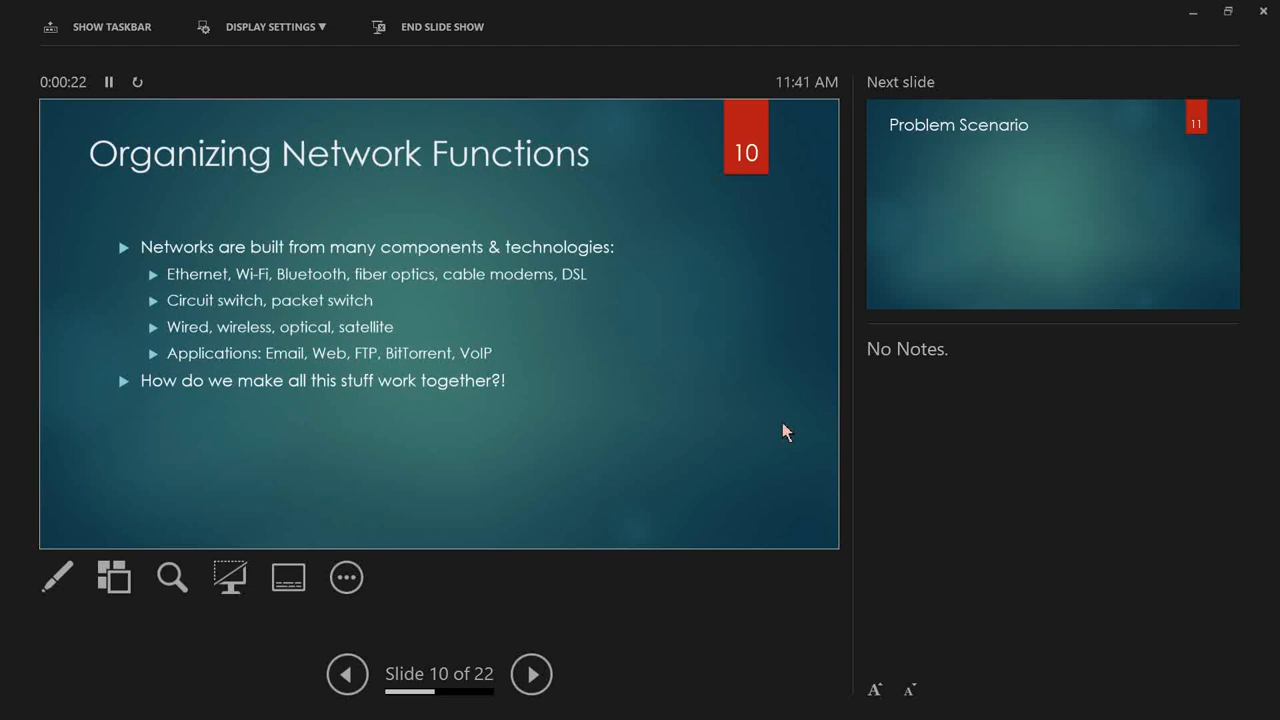 SHOW TASKBAR
DISPLAY SETTINGS ▼
END SLIDE SHOW
0:00:22
11:41 AM
Organizing Network Functions
10
Networks are built from many components & technologies:
Ethernet, Wi-Fi, Bluetooth, fiber optics, cable modems, DSL
Circuit switch, packet switch
Wired, wireless, optical, satellite
Applications: Email, Web, FTP, BitTorrent, VoIP
How do we make all this stuff work together?!
Slide 10 of 22
Next slide
Problem Scenario
11
No Notes.
A A